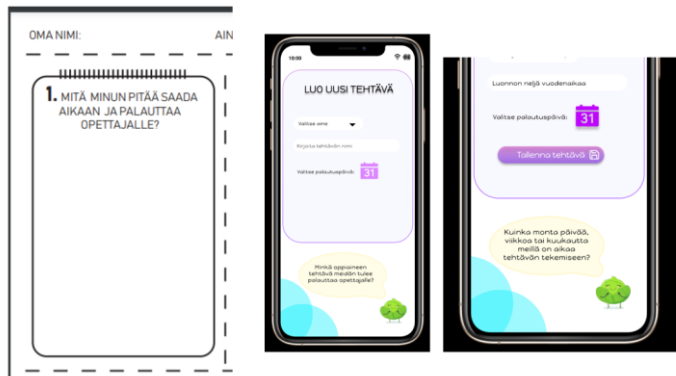 OMA NIMI:
AIN
1. MITÄ MINUN PITÄÄ SAADA
AIKAAN JA PALAUTTAA
OPETTAJALLE?
LUO UUSI TEHTÄVÄ
Valitse aine
Kirjoita tehtävän nimi
Valitse palautuspäivä:
31
Minkä oppiaineen
tehtävä meidän tulee
palauttaa opettajalle?
Luonnon neljä vuodenaikaa
Valitse palautuspäivä:
31
Tallenna tehtävä
Kuinka monta päivää,
viikkoa tai kuukautta
meillä on aikaa
tehtävän tekemiseen?